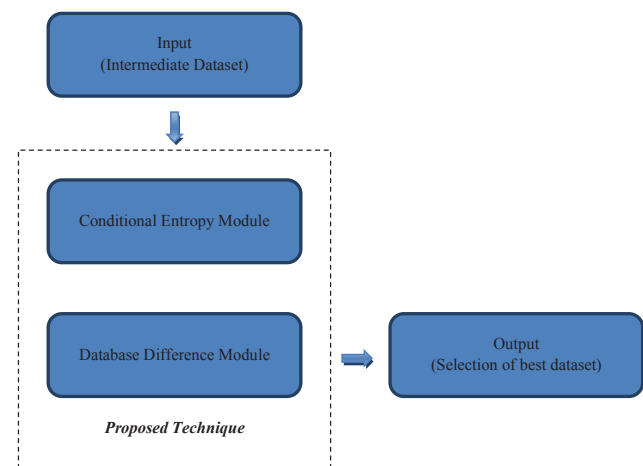 Input
(Intermediate Dataset)
Conditional Entropy Module
Database Difference Module
Proposed Technique
Output
(Selection of best dataset)